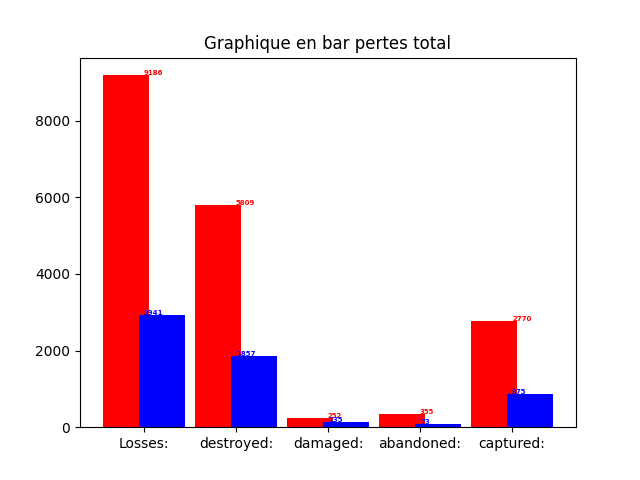 Graphique en bar pertes total
8000
6000
4000
2000
0
9186
2941
5809
252
355
2770
Losses:
destroyed:
damaged:
abandoned:
captured: